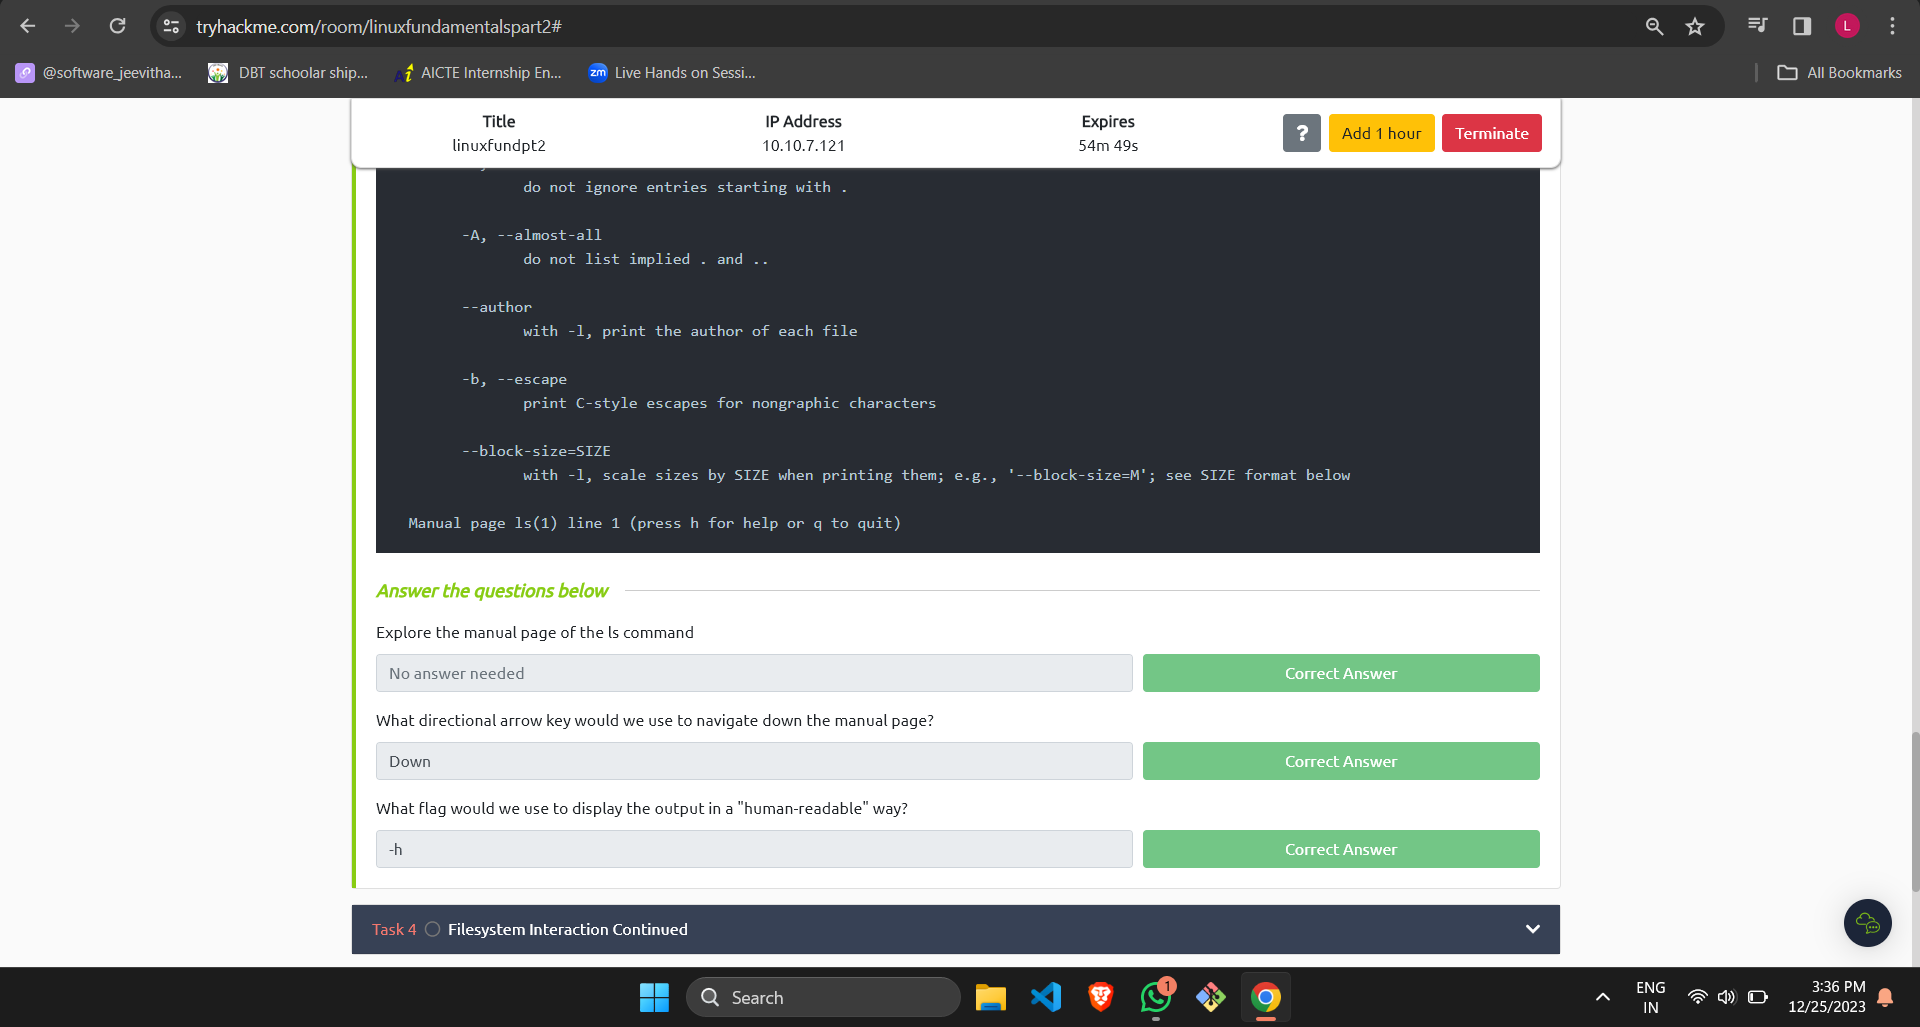 tryhackme.com/room/linuxfundamentalspart2#
L
@software_jeevitha...
DBT schoolar ship...
AICTE Internship En...
zm
Live Hands on Sessi...
All Bookmarks
Title
linuxfundpt2
IP Address
10.10.7.121
Expires
54m 49s
?
Add 1 hour
Terminate
do not ignore entries starting with .
-A, --almost-all
do not list implied . and ..
--author
with -l, print the author of each file
-b, --escape
print C-style escapes for nongraphic characters
--block-size=SIZE
with -l, scale sizes by SIZE when printing them; e.g., '--block-size=M'; see SIZE format below
Manual page ls(1) line 1 (press h for help or q to quit)
Answer the questions below
Explore the manual page of the ls command
No answer needed
Correct Answer
What directional arrow key would we use to navigate down the manual page?
Down
Correct Answer
What flag would we use to display the output in a "human-readable" way?
-h
Correct Answer
Task 4
Filesystem Interaction Continued
Search
1
ENG
IN
3:36 PM
12/25/2023